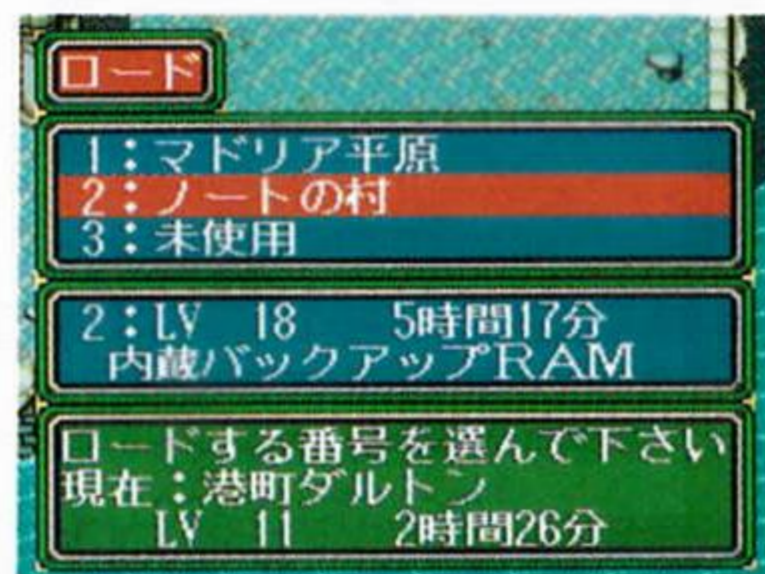 ロード
1：マドリア平原
2：ノートの村
3：未使用
2：LV 18 5時間17分
内蔵バックアップRAM
ロードする番号を選んで下さい
現在：港町ダルトン
LV 11 2時間26分